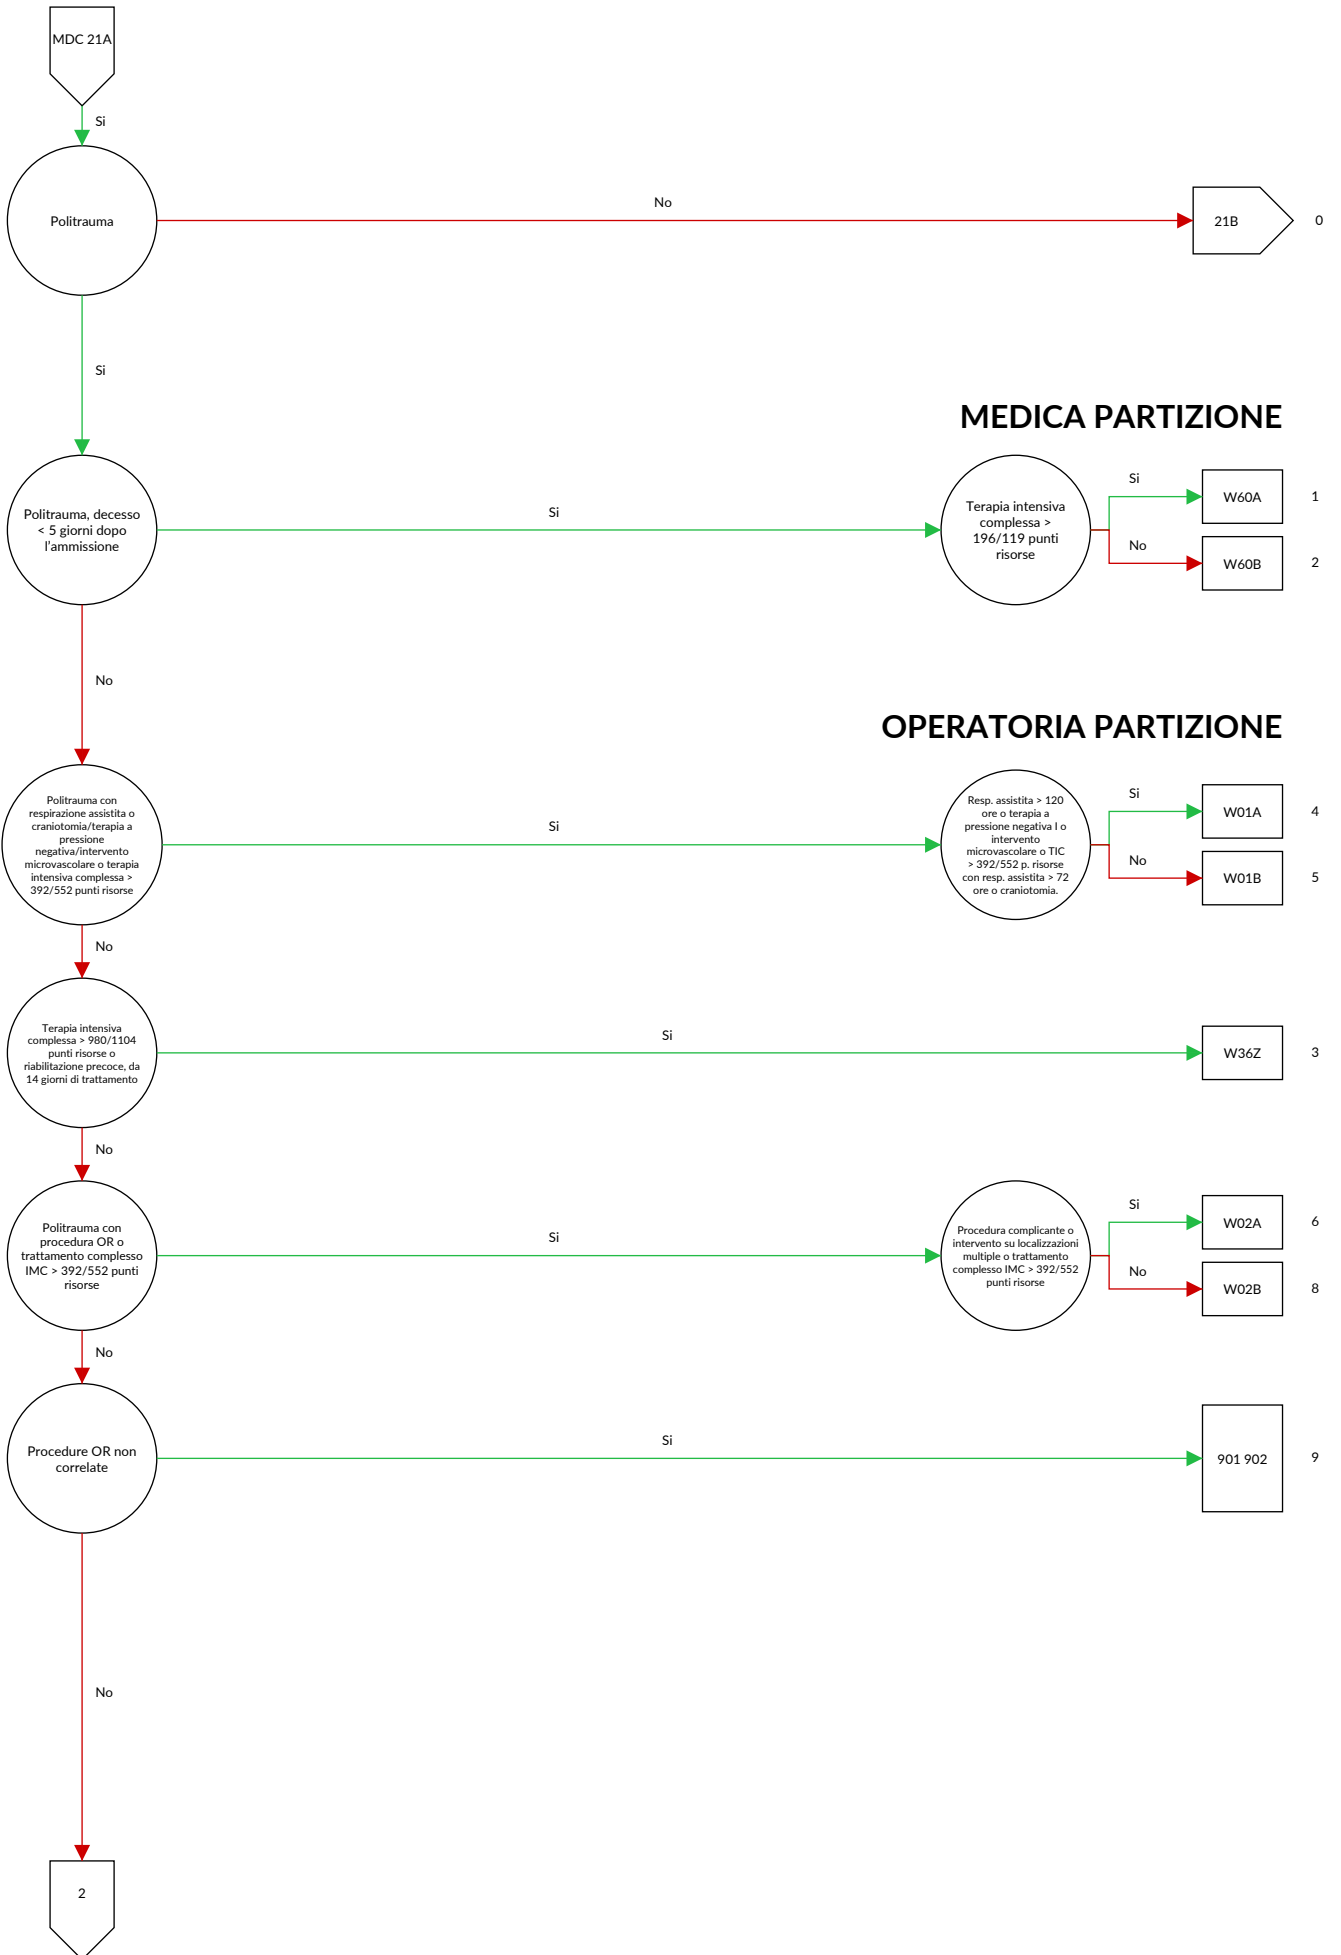 MDC 21A
Si
Politrauma
No
21B
0
Si
MEDICA PARTIZIONE
Politrauma, decesso
< 5 giorni dopo
l'ammissione
Si
Terapia intensiva
complessa >
196/119 punti
risorse
Si
W60A
1
No
W60B
2
No
OPERATORIA PARTIZIONE
Politrauma con
respirazione assistita o
craniotomia/terapia a
pressione
negativa/intervento
microvascolare o terapia
intensiva complessa >
392/552 punti risorse
Si
Resp. assistita > 120
ore o terapia a
pressione negativa I o
intervento
microvascolare o TIC
> 392/552 p. risorse
con resp. assistita > 72
ore o craniotomia.
Si
W01A
4
No
W01B
5
No
Terapia intensiva
complessa > 980/1104
punti risorse o
riabilitazione precoce, da
14 giorni di trattamento
Si
W36Z
3
No
Politrauma con
procedura OR o
trattamento complesso
IMC > 392/552 punti
risorse
Si
Procedura complicante o
intervento su localizzazioni
multiple o trattamento
complesso IMC > 392/552
punti risorse
Si
W02A
6
No
W02B
8
No
Procedure OR non
correlate
Si
901 902
9
No
2